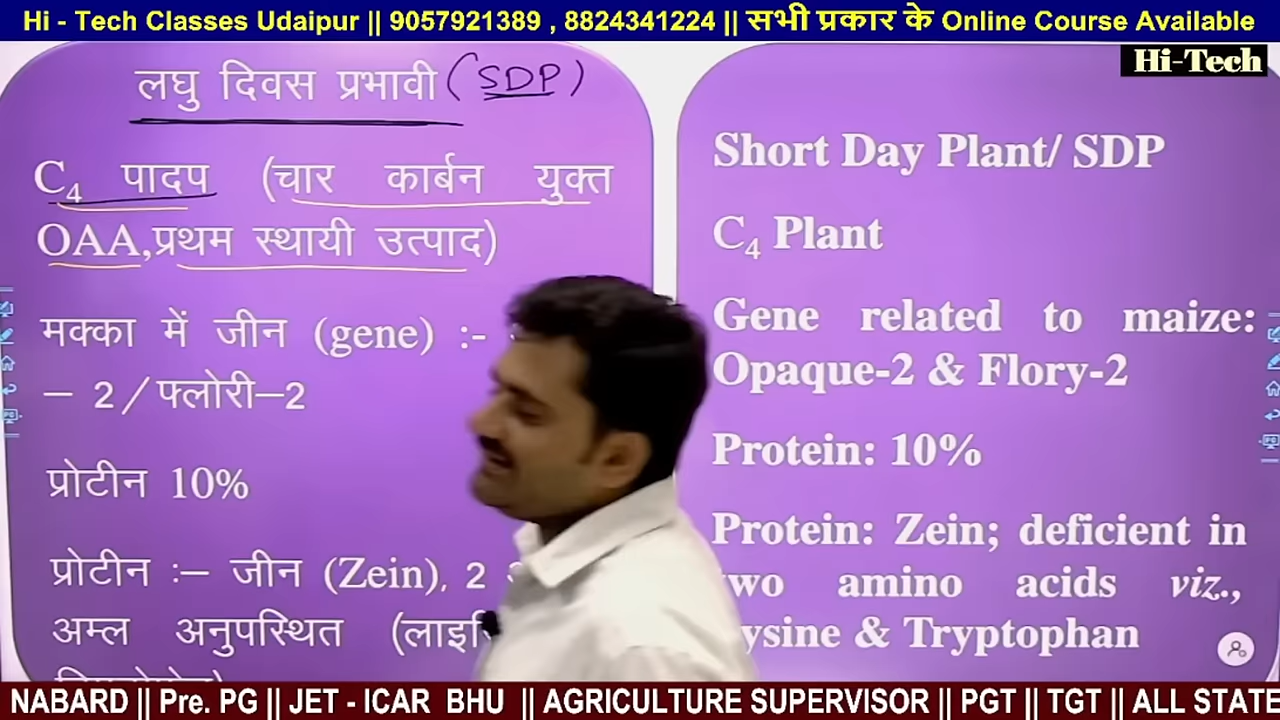 Hi - Tech Classes Udaipur || 9057921389 , 8824341224 || सभी प्रकार के Online Course Available
Hi-Tech
लघु दिवस प्रभावी (SDP)
C4 पादप (चार कार्बन युक्त
OAA,प्रथम स्थायी उत्पाद)
मक्का में जीन (gene) :-
– 2/फ्लोरी–2
प्रोटीन 10%
प्रोटीन :– जीन (Zein), 2
अम्ल अनुपस्थित
Short Day Plant/ SDP
C4 Plant
Gene related to maize:
Opaque-2 & Flory-2
Protein: 10%
Protein: Zein; deficient in
amino acids viz.,
& Tryptophan
NABARD || Pre. PG || JET - ICAR BHU || AGRICULTURE SUPERVISOR || PGT || TGT || ALL STATE